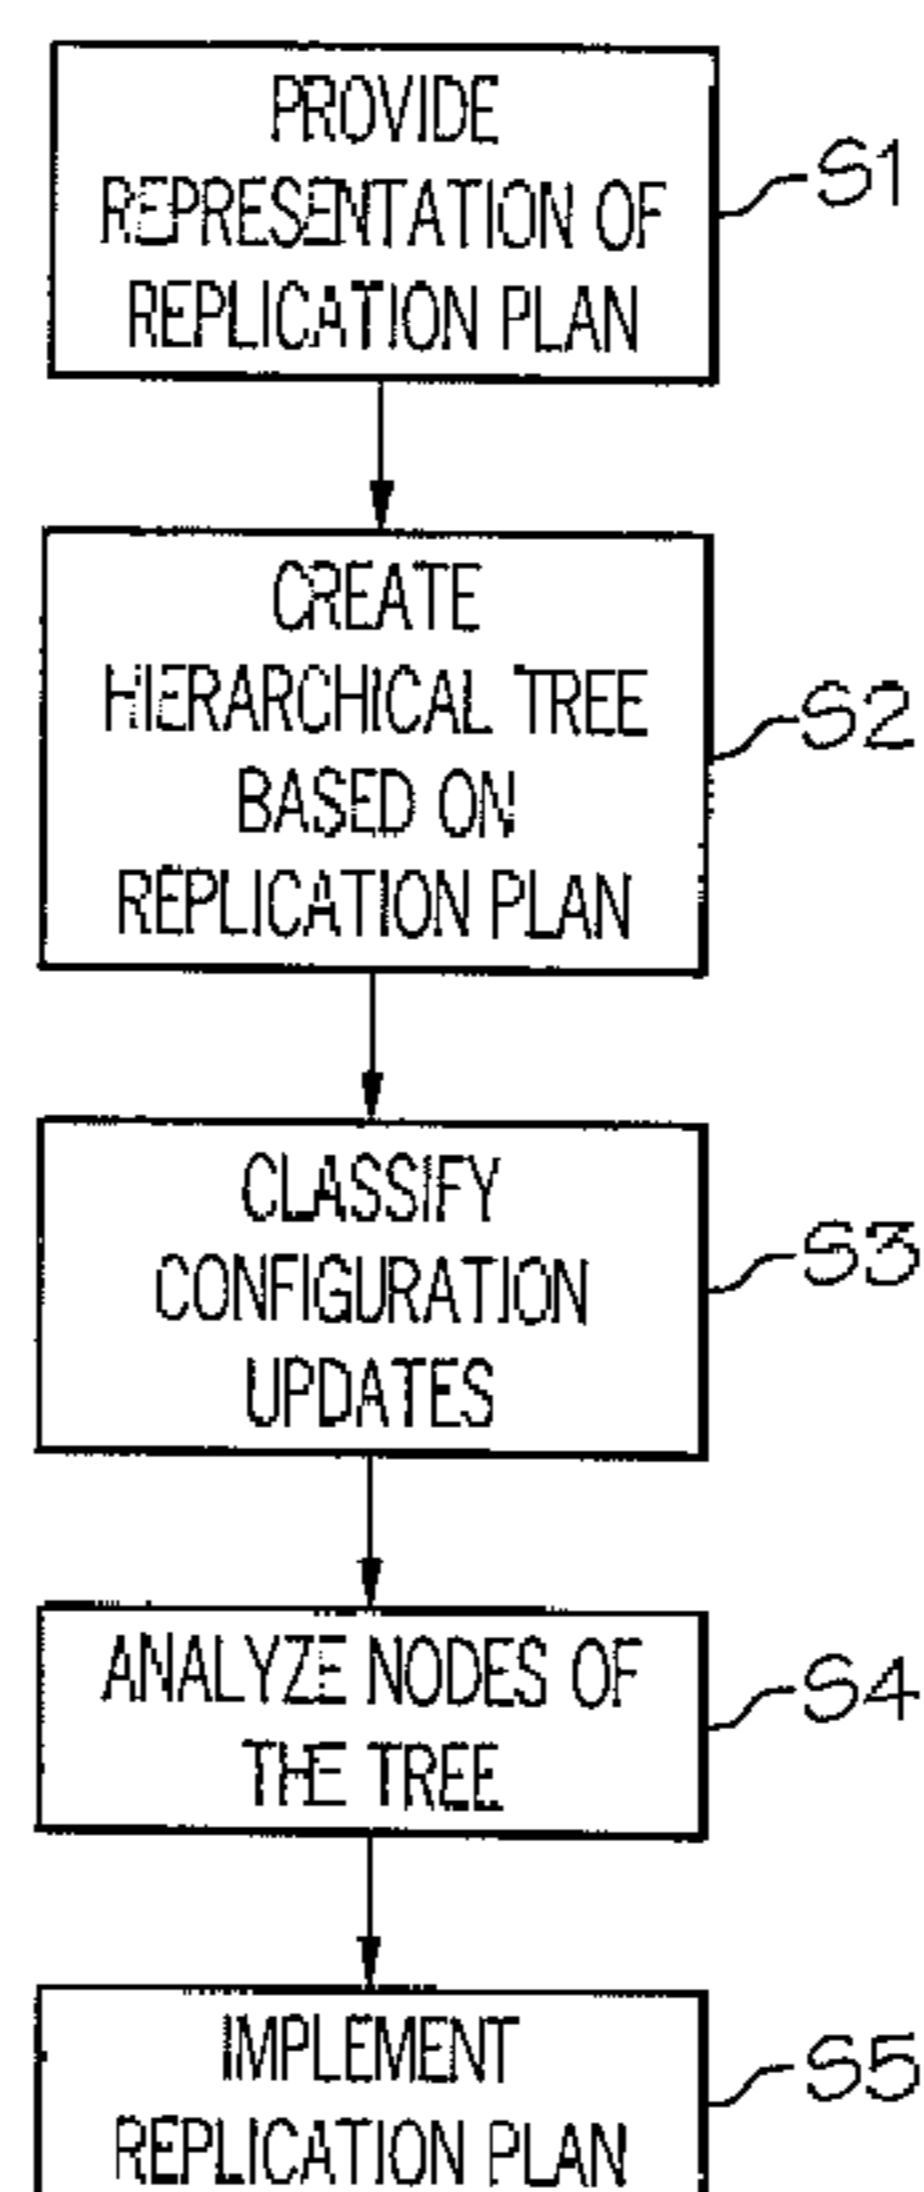 PROVIDE
REPRESENTATION OF
REPLICATION PLAN
S1
CREATE
HIERARCHICAL TREE
BASED ON
REPLICATION PLAN
S2
CLASSIFY
CONFIGURATION
UPDATES
S3
ANALYZE NODES OF
THE TREE
S4
IMPLEMENT
REPLICATION PLAN
S5